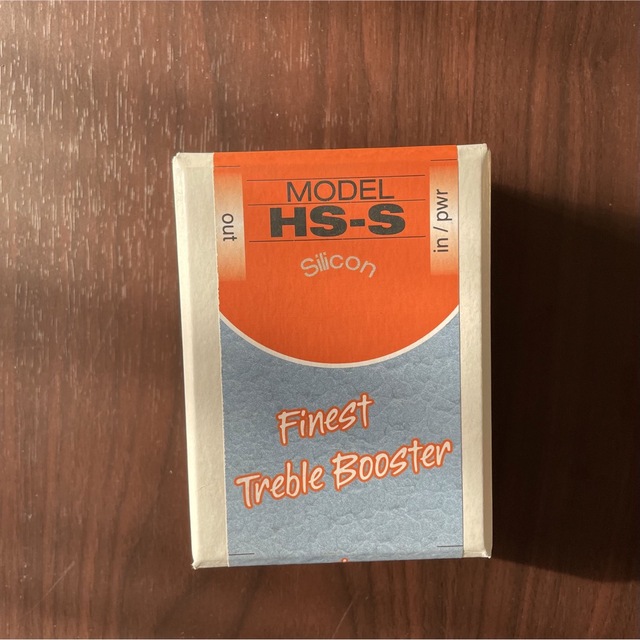 MODEL
HS-S
Silicon
out
in / pwr
Finest
Treble Booster